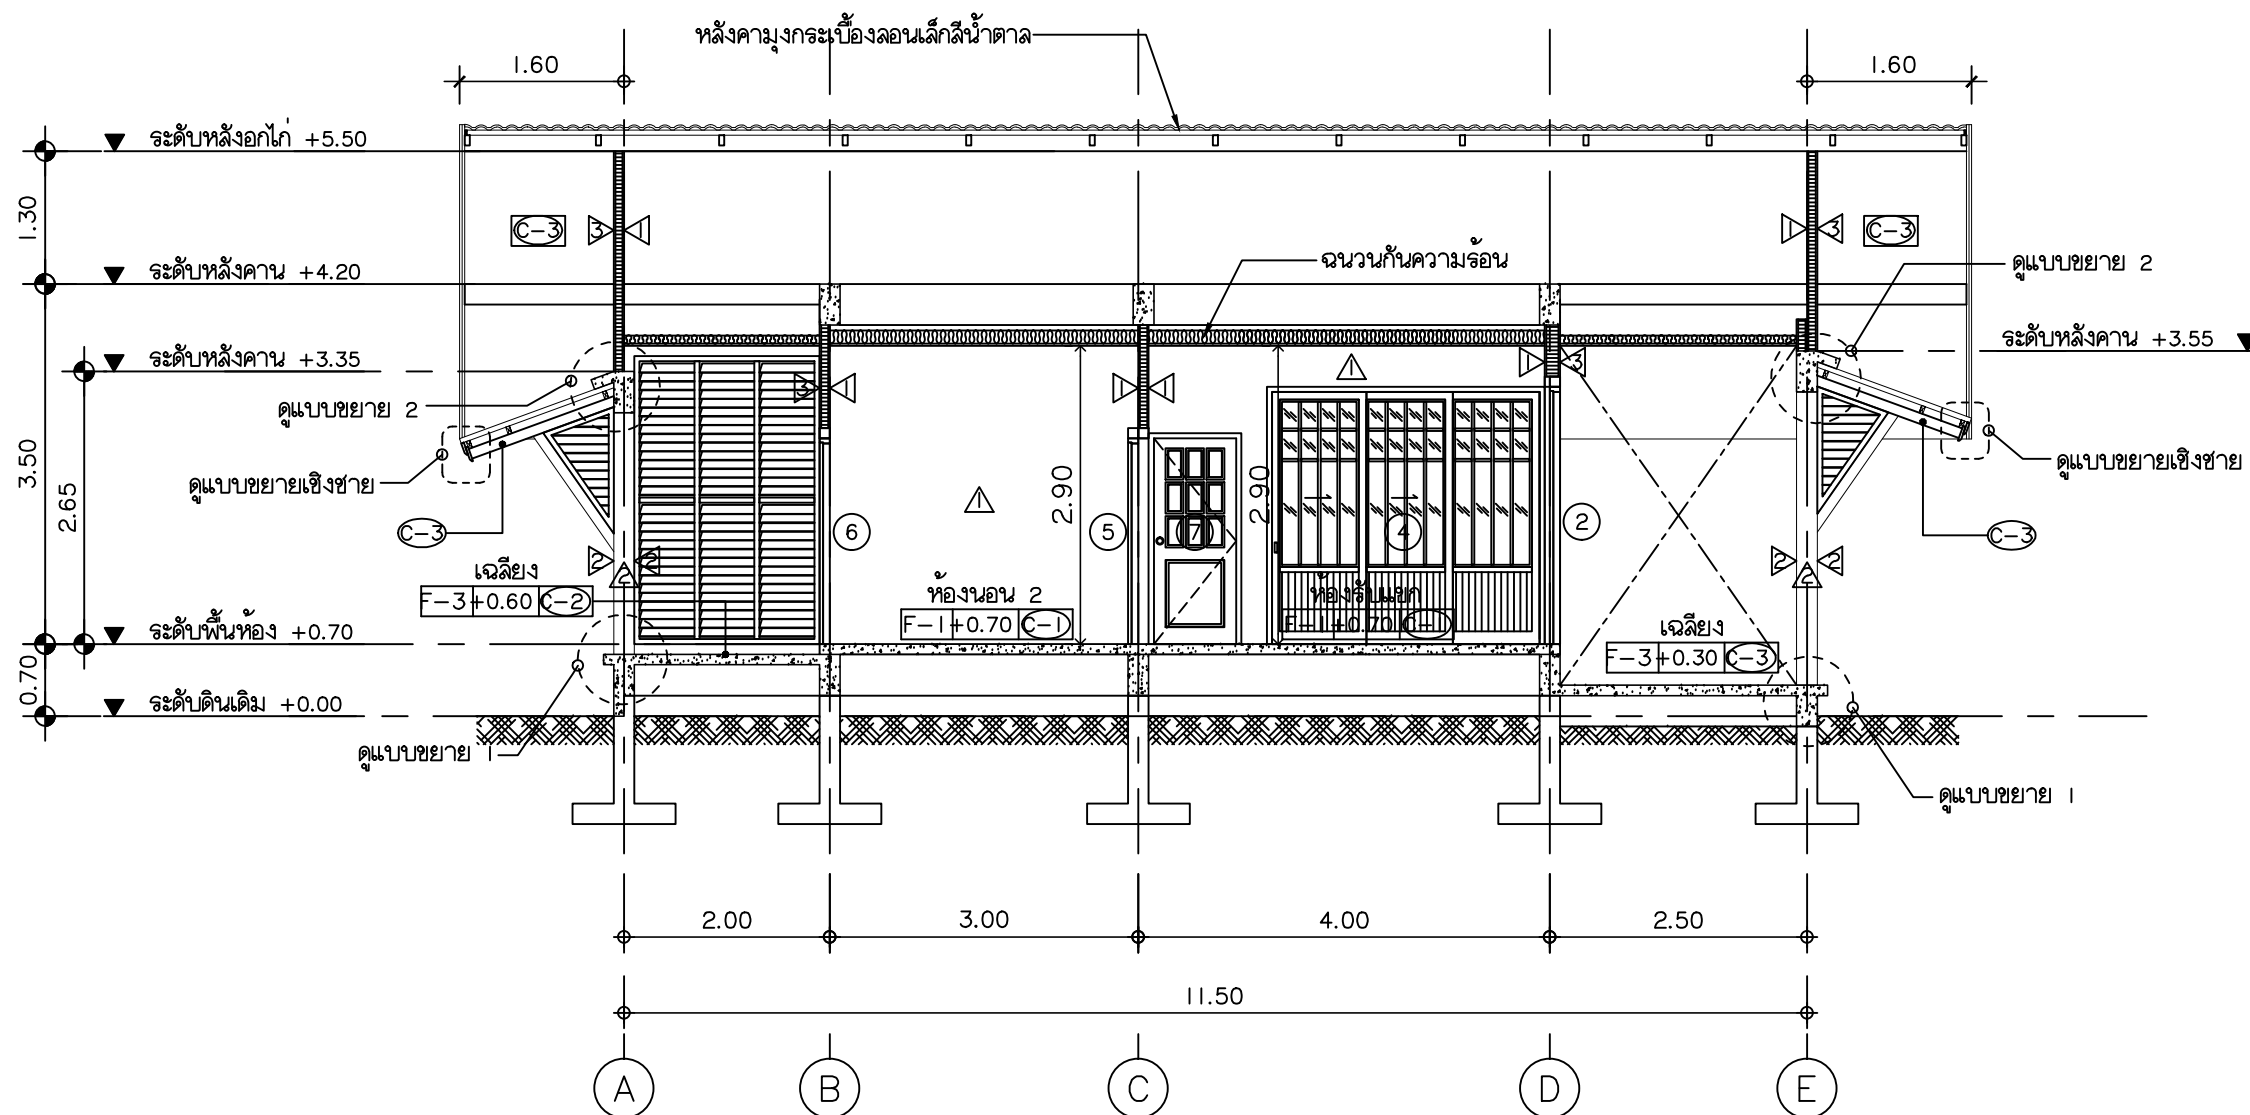 หลังคามุงกระเบื้องลอนเล็กสีน้ำตาล
1.60
1.60
ระดับหลังอกไก่ +5.50
1.30
C-3
3
1
1
3
C-3
ฉนวนกันความร้อน
ดูแบบขยาย 2
ระดับหลังคาน +4.20
ระดับหลังคาน +3.55
ระดับหลังคาน +3.35
3
1
1
1
1
1
3
ดูแบบขยาย 2
3.50
2.65
ดูแบบขยายเชิงชาย
ดูแบบขยายเชิงชาย
2.90
2.90
1
C-3
6
5
7
4
2
C-3
2
2
2
2
2
2
เฉลียง
F-3 +0.60 C-2
ห้องนอน 2
F-1 +0.70 C-1
ห้องรับแขก
F-1 +0.70 C-1
เฉลียง
F-3 +0.30 C-3
ระดับพื้นห้อง +0.70
0.70
ระดับดินเดิม +0.00
ดูแบบขยาย 1
ดูแบบขยาย 1
2.00
3.00
4.00
2.50
11.50
A
B
C
D
E